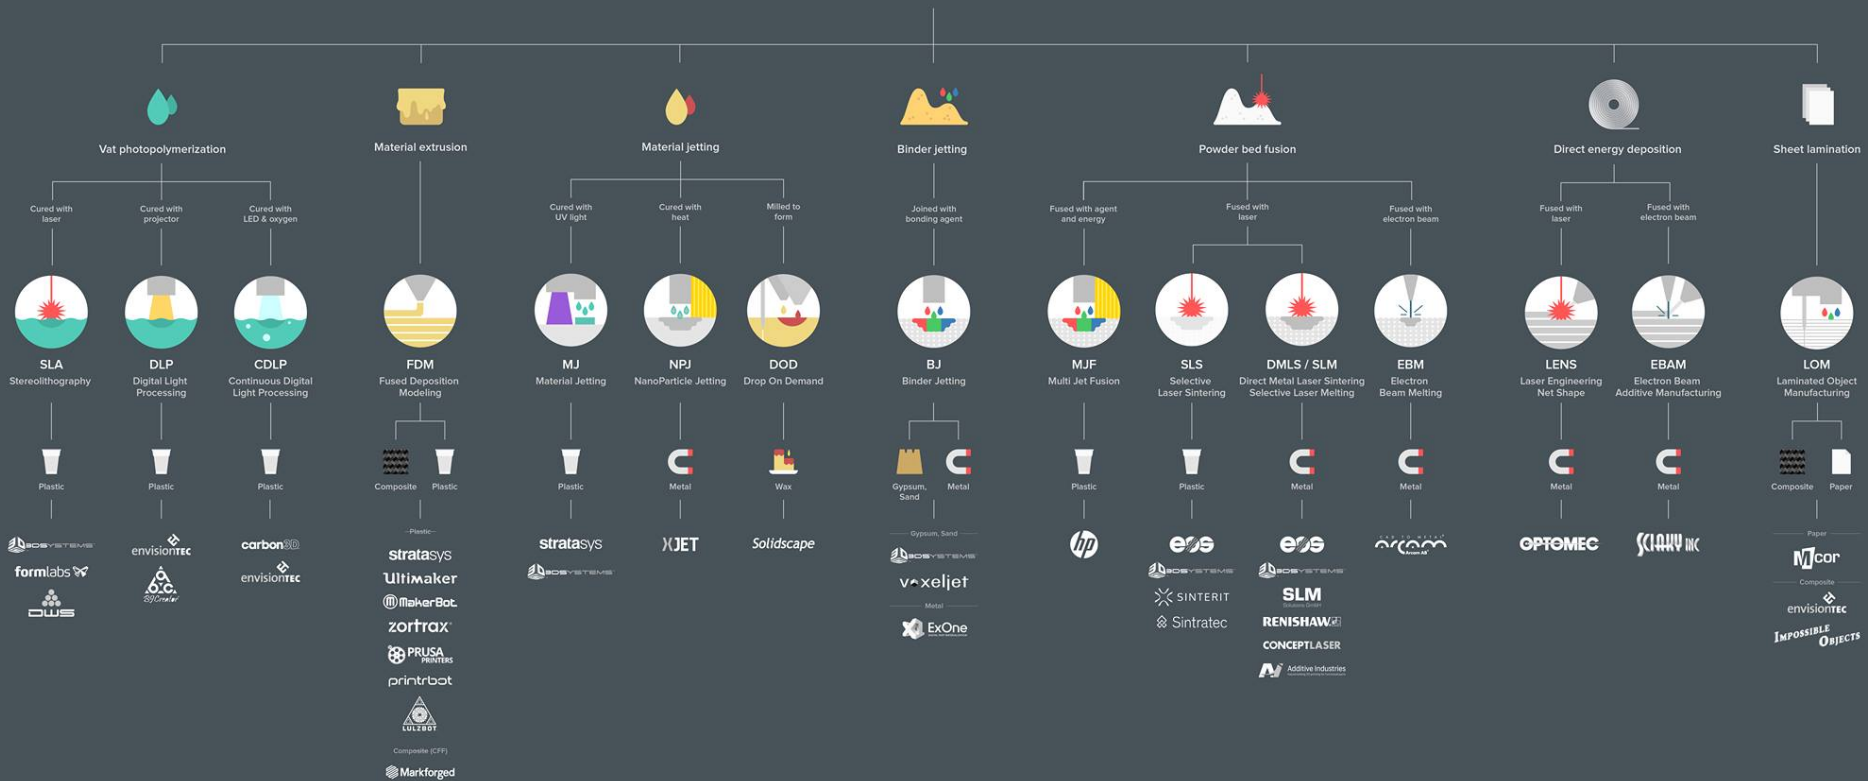 Vat photopolymerization
Material extrusion
Material jetting
Binder jetting
Powder bed fusion
Direct energy deposition
Sheet lamination
Cured with
laser
Cured with
projector
Cured with
LED & oxygen
Cured with
UV light
Cured with
heat
Milled to
form
Joined with
bonding agent
Fused with agent
and energy
Fused with
laser
Fused with
electron beam
Fused with
laser
Fused with
electron beam
SLA
Stereolithography
DLP
Digital Light
Processing
CDLP
Continuous Digital
Light Processing
FDM
Fused Deposition
Modeling
MJ
Material Jetting
NPJ
NanoParticle Jetting
DOD
Drop On Demand
BJ
Binder Jetting
MJF
Multi Jet Fusion
SLS
Selective
Laser Sintering
DMLS / SLM
Direct Metal Laser Sintering
Selective Laser Melting
EBM
Electron
Beam Melting
LENS
Laser Engineering
Net Shape
EBAM
Electron Beam
Additive Manufacturing
LOM
Laminated Object
Manufacturing
Plastic
Plastic
Plastic
Composite
Plastic
Plastic
Metal
Wax
Gypsum,
Sand
Metal
Plastic
Plastic
Metal
Metal
Metal
Metal
Composite
Paper
3DSYSTEMS
formlabs
DWS
envisionTEC
B9Creator
carbon3D
envisionTEC
Plastic
stratasys
Ultimaker
MakerBot
zortrax
PRUSA
PRINTERS
printrbot
LULZBOT
Composite (CFF)
Markforged
stratasys
3DSYSTEMS
XJET
Solidscape
Gypsum, Sand
3DSYSTEMS
voxeljet
Metal
ExOne
hp
eos
3DSYSTEMS
SINTERIT
Sintratec
eos
3DSYSTEMS
SLM
Solutions GmbH
RENISHAW
CONCEPTLASER
Additive Industries
arcam
Arcam AB
OPTOMEC
SCIAKY INC
Paper
Mcor
Composite
envisionTEC
IMPOSSIBLE
OBJECTS